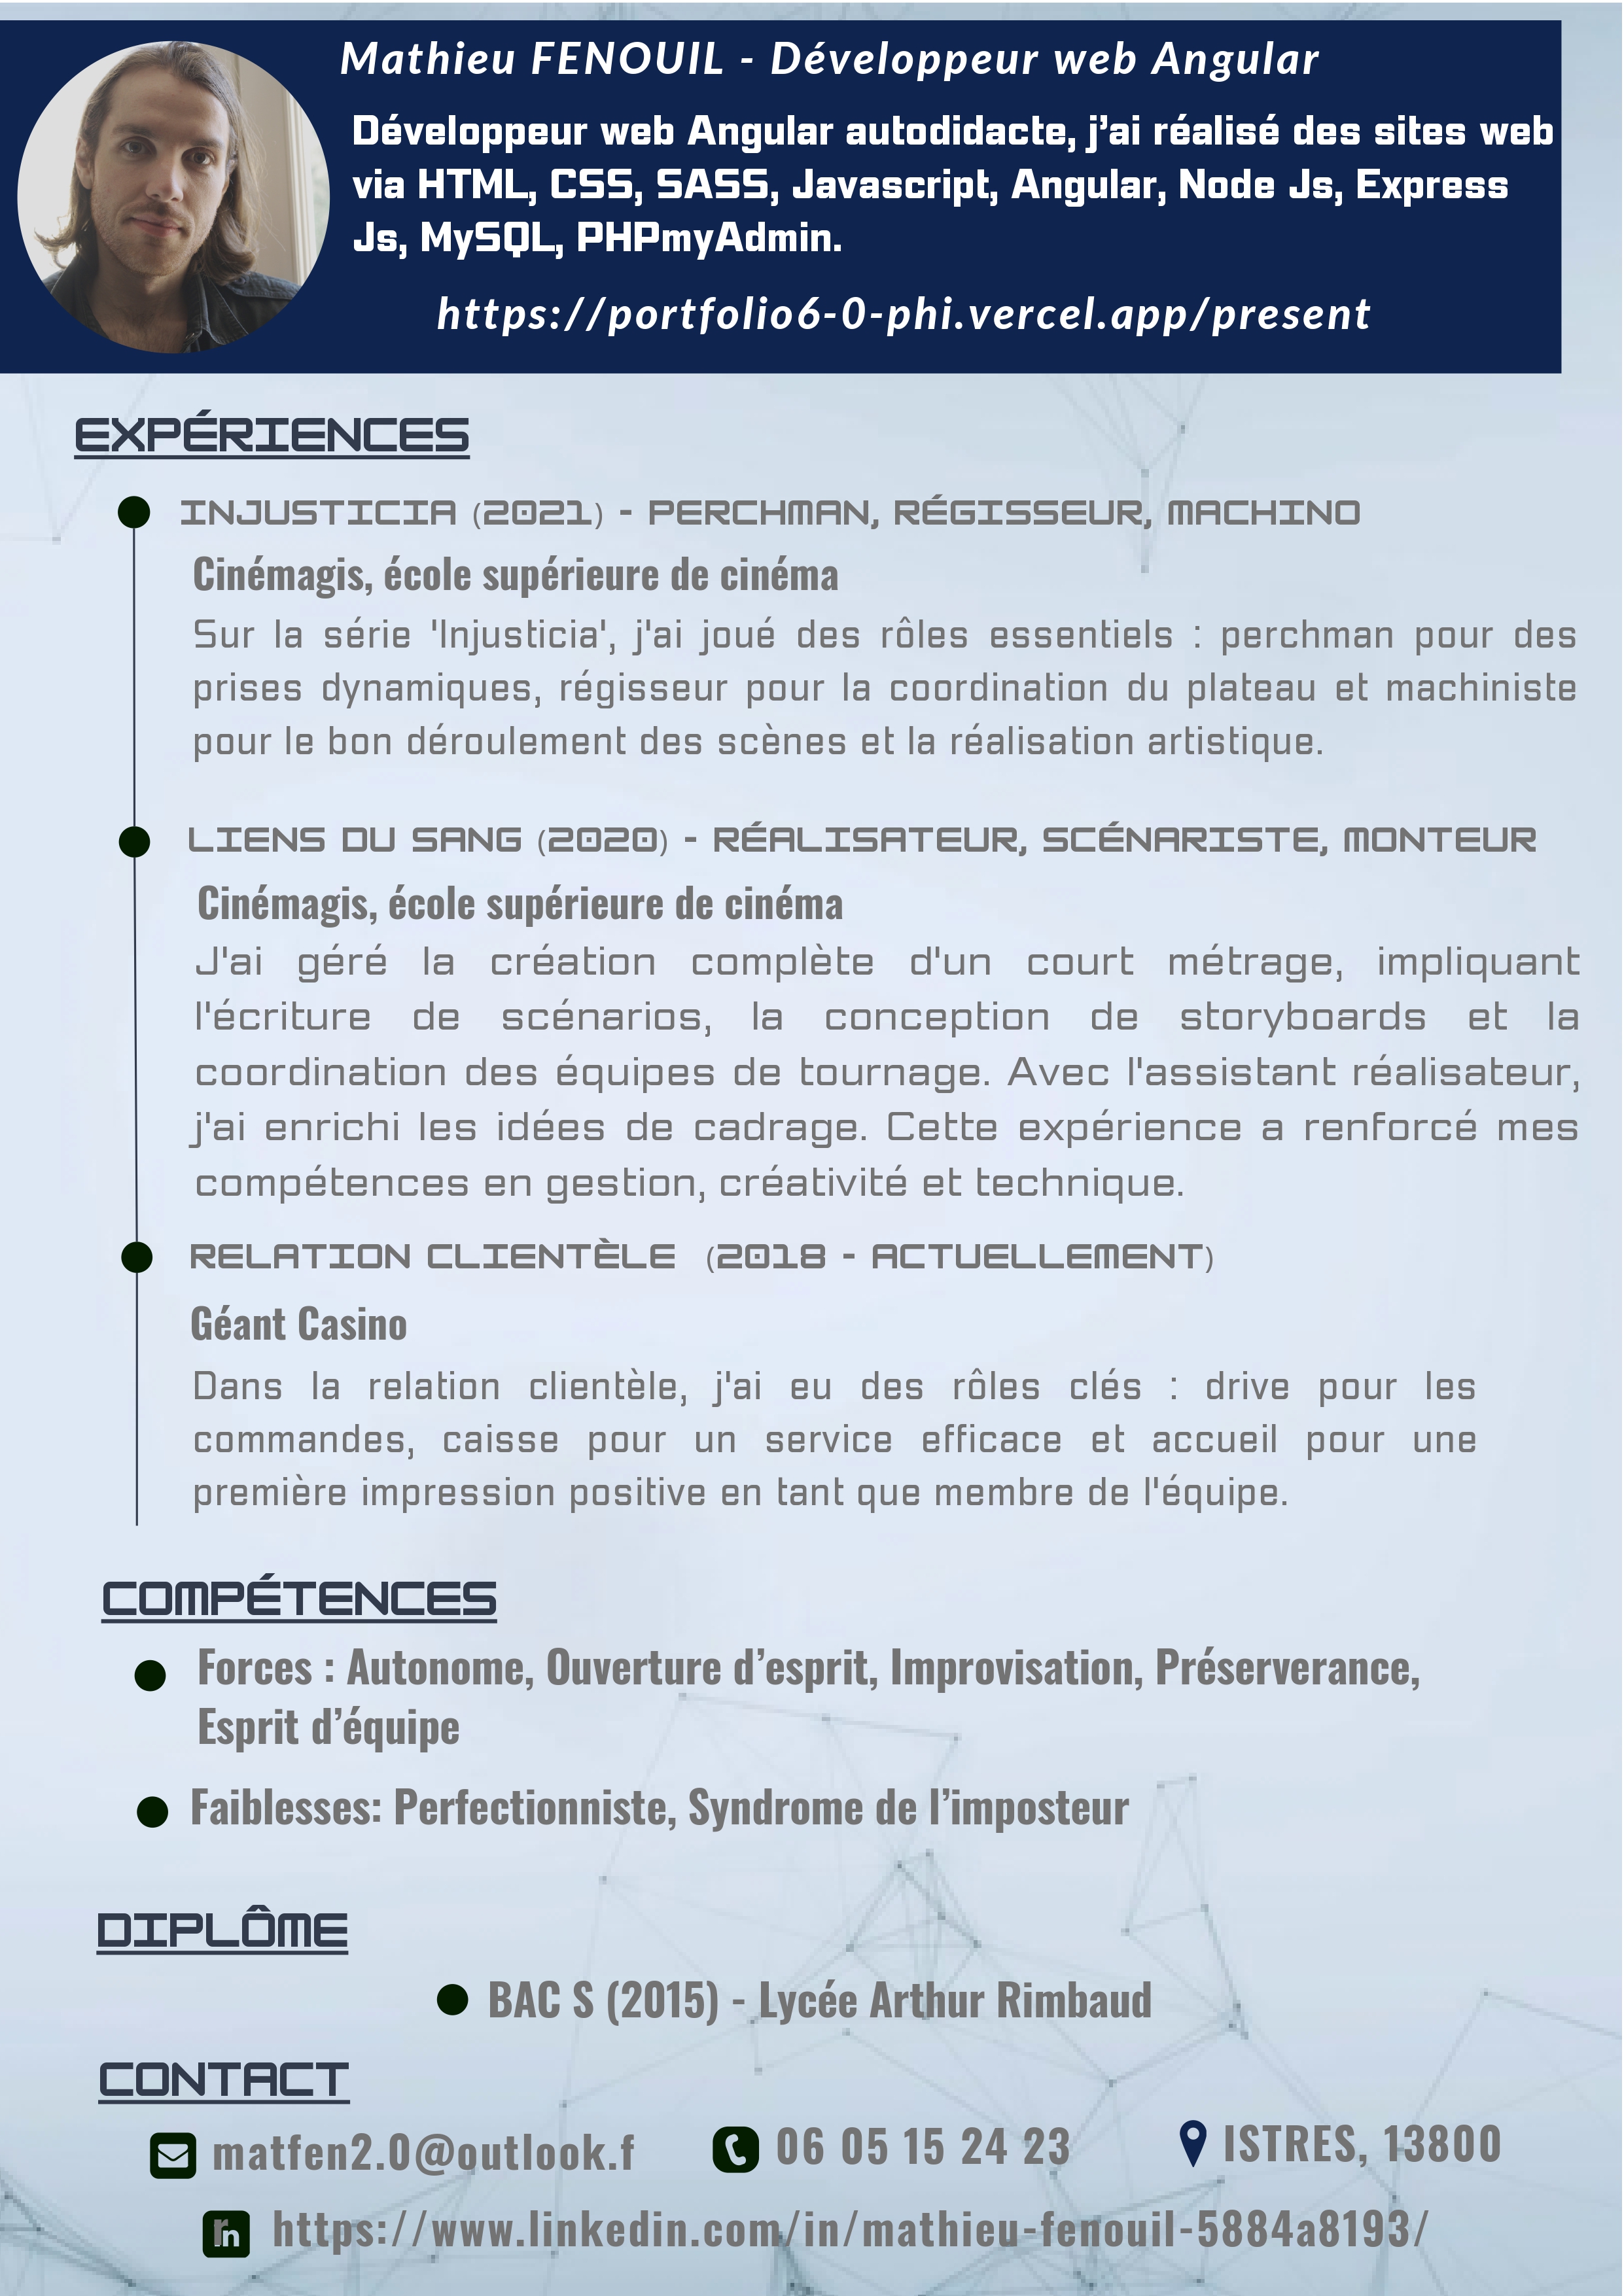 Mathieu FENOUIL - Développeur web Angular
Développeur web Angular autodidacte, j’ai réalisé des sites web
via HTML, CSS, SASS, Javascript, Angular, Node Js, Express
Js, MySQL, PHPmyAdmin.
https://portfolio6-0-phi.vercel.app/present
EXPÉRIENCES
INJUSTICIA (2021) - PERCHMAN, RÉGISSEUR, MACHINO
Cinémagis, école supérieure de cinéma
Sur la série 'Injusticia', j'ai joué des rôles essentiels : perchman pour des
prises dynamiques, régisseur pour la coordination du plateau et machiniste
pour le bon déroulement des scènes et la réalisation artistique.
LIENS DU SANG (2020) - RÉALISATEUR, SCÉNARISTE, MONTEUR
Cinémagis, école supérieure de cinéma
J'ai géré la création complète d'un court métrage, impliquant
l'écriture de scénarios, la conception de storyboards et la
coordination des équipes de tournage. Avec l'assistant réalisateur,
j'ai enrichi les idées de cadrage. Cette expérience a renforcé mes
compétences en gestion, créativité et technique.
RELATION CLIENTÈLE (2018 - ACTUELLEMENT)
Géant Casino
Dans la relation clientèle, j'ai eu des rôles clés : drive pour les
commandes, caisse pour un service efficace et accueil pour une
première impression positive en tant que membre de l'équipe.
COMPÉTENCES
Forces : Autonome, Ouverture d’esprit, Improvisation, Préserverance,
Esprit d’équipe
Faiblesses: Perfectionniste, Syndrome de l’imposteur
DIPLÔME
BAC S (2015) - Lycée Arthur Rimbaud
CONTACT
matfen2.0@outlook.f
06 05 15 24 23
ISTRES, 13800
r
in
https://www.linkedin.com/in/mathieu-fenouil-5884a8193/